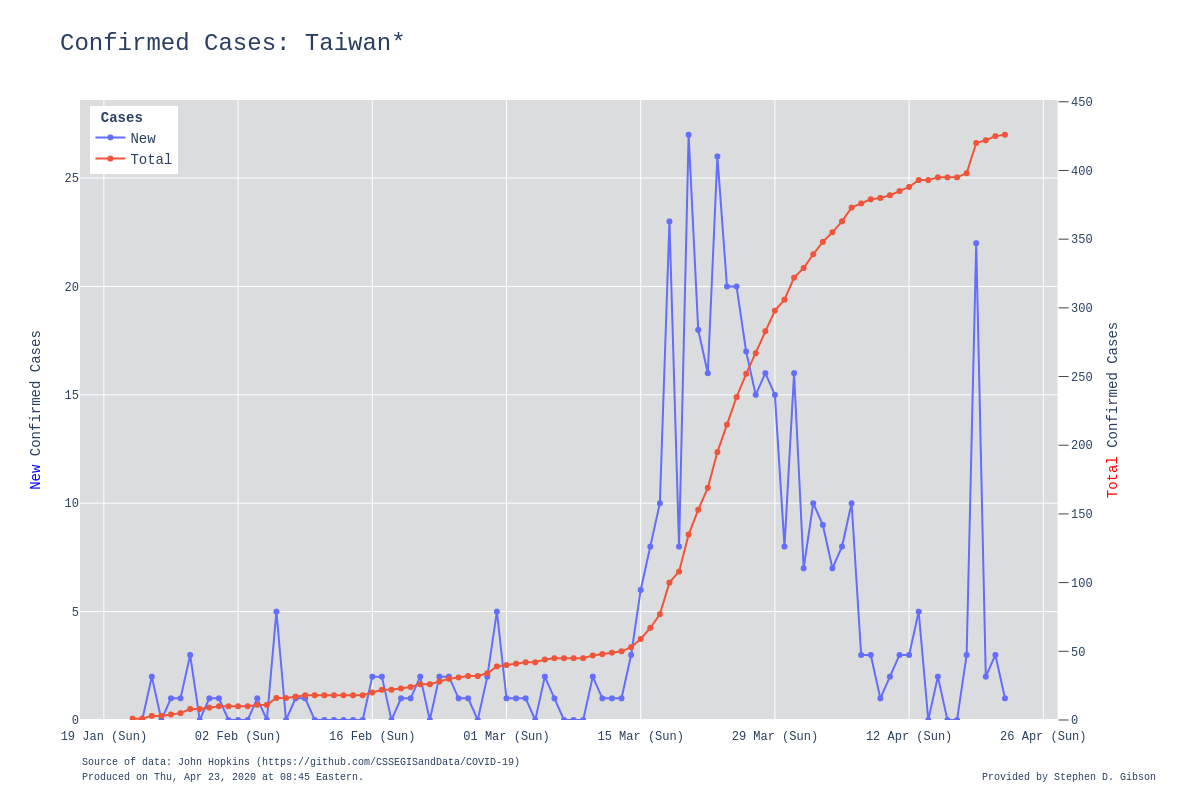 Confirmed Cases: Taiwan*
Cases
New
Total
25
20
15
10
5
0
450
400
350
300
250
200
150
100
50
0
New Confirmed Cases
Total Confirmed Cases
19 Jan (Sun)
02 Feb (Sun)
16 Feb (Sun)
01 Mar (Sun)
15 Mar (Sun)
29 Mar (Sun)
12 Apr (Sun)
26 Apr (Sun)
Source of data: John Hopkins (https://github.com/CSSEGISandData/COVID-19)
Produced on Thu, Apr 23, 2020 at 08:45 Eastern.
Provided by Stephen D. Gibson